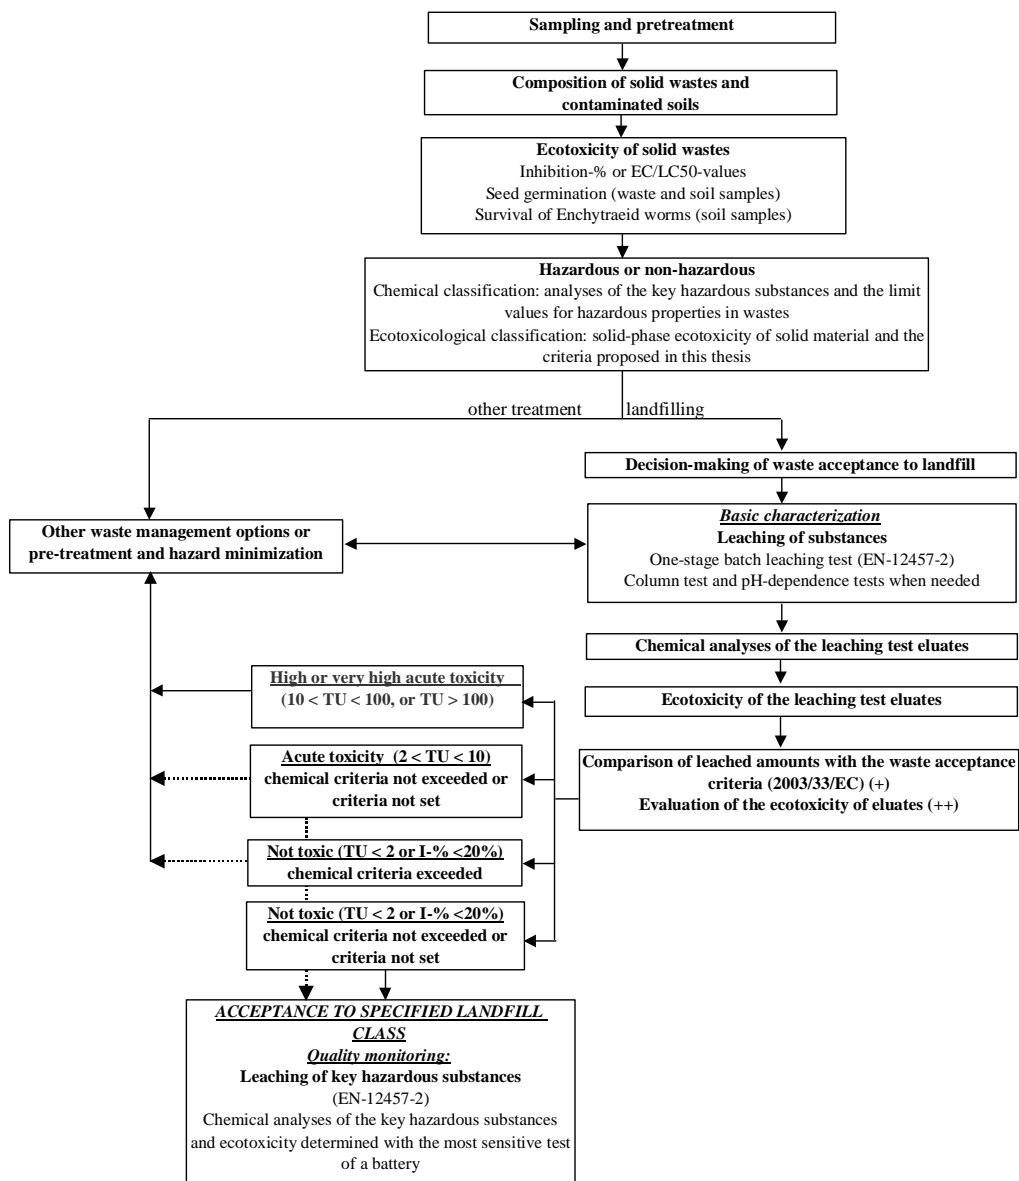 Sampling and pretreatment
Composition of solid wastes and
contaminated soils
Ecotoxicity of solid wastes
Inhibition-% or EC/LC50-values
Seed germination (waste and soil samples)
Survival of Enchytraeid worms (soil samples)
Hazardous or non-hazardous
Chemical classification: analyses of the key hazardous substances and the limit
values for hazardous properties in wastes
Ecotoxicological classification: solid-phase ecotoxicity of solid material and the
criteria proposed in this thesis
other treatment
landfilling
Decision-making of waste acceptance to landfill
Other waste management options or
pre-treatment and hazard minimization
Basic characterization
Leaching of substances
One-stage batch leaching test (EN-12457-2)
Column test and pH-dependence tests when needed
Chemical analyses of the leaching test eluates
Ecotoxicity of the leaching test eluates
Comparison of leached amounts with the waste acceptance
criteria (2003/33/EC) (+)
Evaluation of the ecotoxicity of eluates (++)
High or very high acute toxicity
(10 < TU < 100, or TU > 100)
Acute toxicity (2 < TU < 10)
chemical criteria not exceeded or
criteria not set
Not toxic (TU < 2 or I-% <20%)
chemical criteria exceeded
Not toxic (TU < 2 or I-% <20%)
chemical criteria not exceeded or
criteria not set
ACCEPTANCE TO SPECIFIED LANDFILL
CLASS
Quality monitoring:
Leaching of key hazardous substances
(EN-12457-2)
Chemical analyses of the key hazardous substances
and ecotoxicity determined with the most sensitive test
of a battery